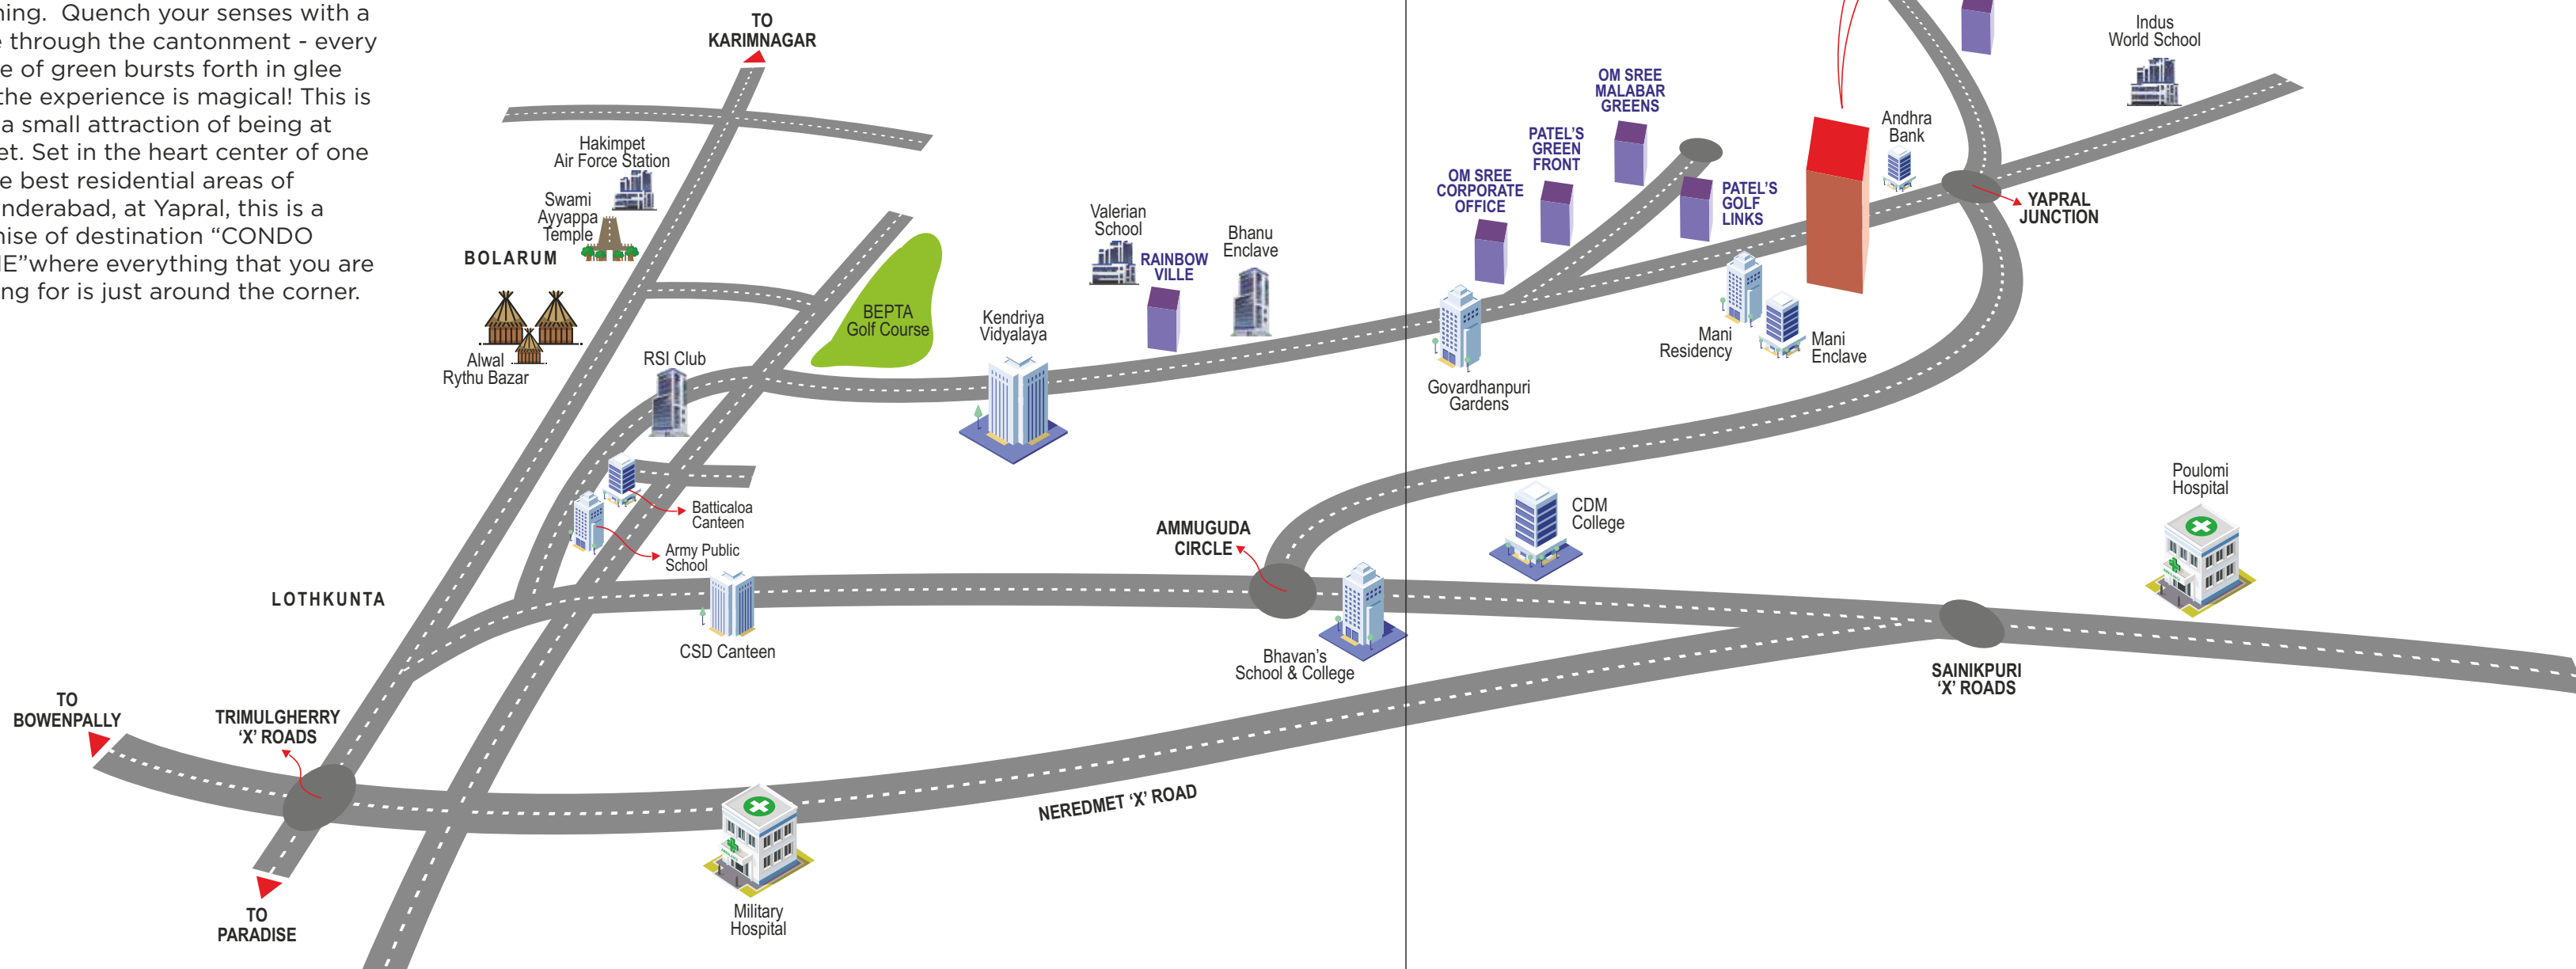 Quench your senses with a
through the cantonment - every
of green bursts forth in glee
the experience is magical! This is
a small attraction of being at
Set in the heart center of one
best residential areas of
at Yapral, this is a
of destination “CONDO
where everything that you are
for is just around the corner.
TO
KARIMNAGAR
Hakimpet
Air Force Station
Swami
Ayyappa
Temple
BOLARUM
Alwal
Rythu Bazar
RSI Club
BEPTA
Golf Course
Kendriya
Vidyalaya
Valerian
School
RAINBOW
VILLE
Bhanu
Enclave
OM SREE
CORPORATE
OFFICE
PATEL'S
GREEN
FRONT
OM SREE
MALABAR
GREENS
PATEL'S
GOLF
LINKS
Andhra
Bank
Indus
World School
YAPRAL
JUNCTION
Govardhanpuri
Gardens
Mani
Residency
Mani
Enclave
Batticaloa
Canteen
Army Public
School
LOTHKUNTA
CSD Canteen
AMMUGUDA
CIRCLE
CDM
College
Poulomi
Hospital
Bhavan's
School & College
SAINIKPURI
‘X’ ROADS
TO
BOWENPALLY
TRIMULGHERRY
‘X’ ROADS
NEREDMET ‘X’ ROAD
Military
Hospital
TO
PARADISE